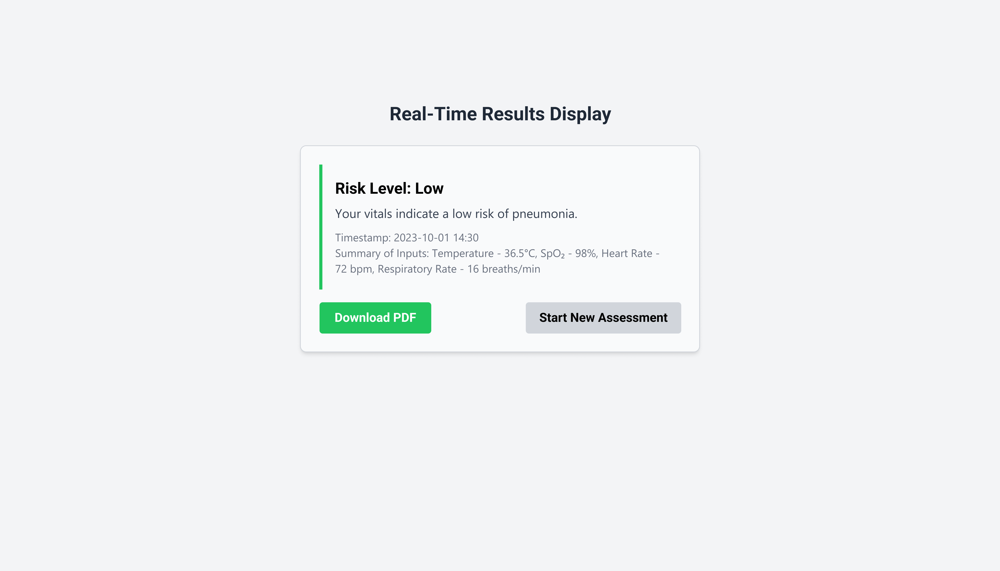 Real-Time Results Display
Risk Level: Low
Your vitals indicate a low risk of pneumonia.
Timestamp: 2023-10-01 14:30
Summary of Inputs: Temperature - 36.5°C, SpO₂ - 98%, Heart Rate -
72 bpm, Respiratory Rate - 16 breaths/min
Download PDF
Start New Assessment